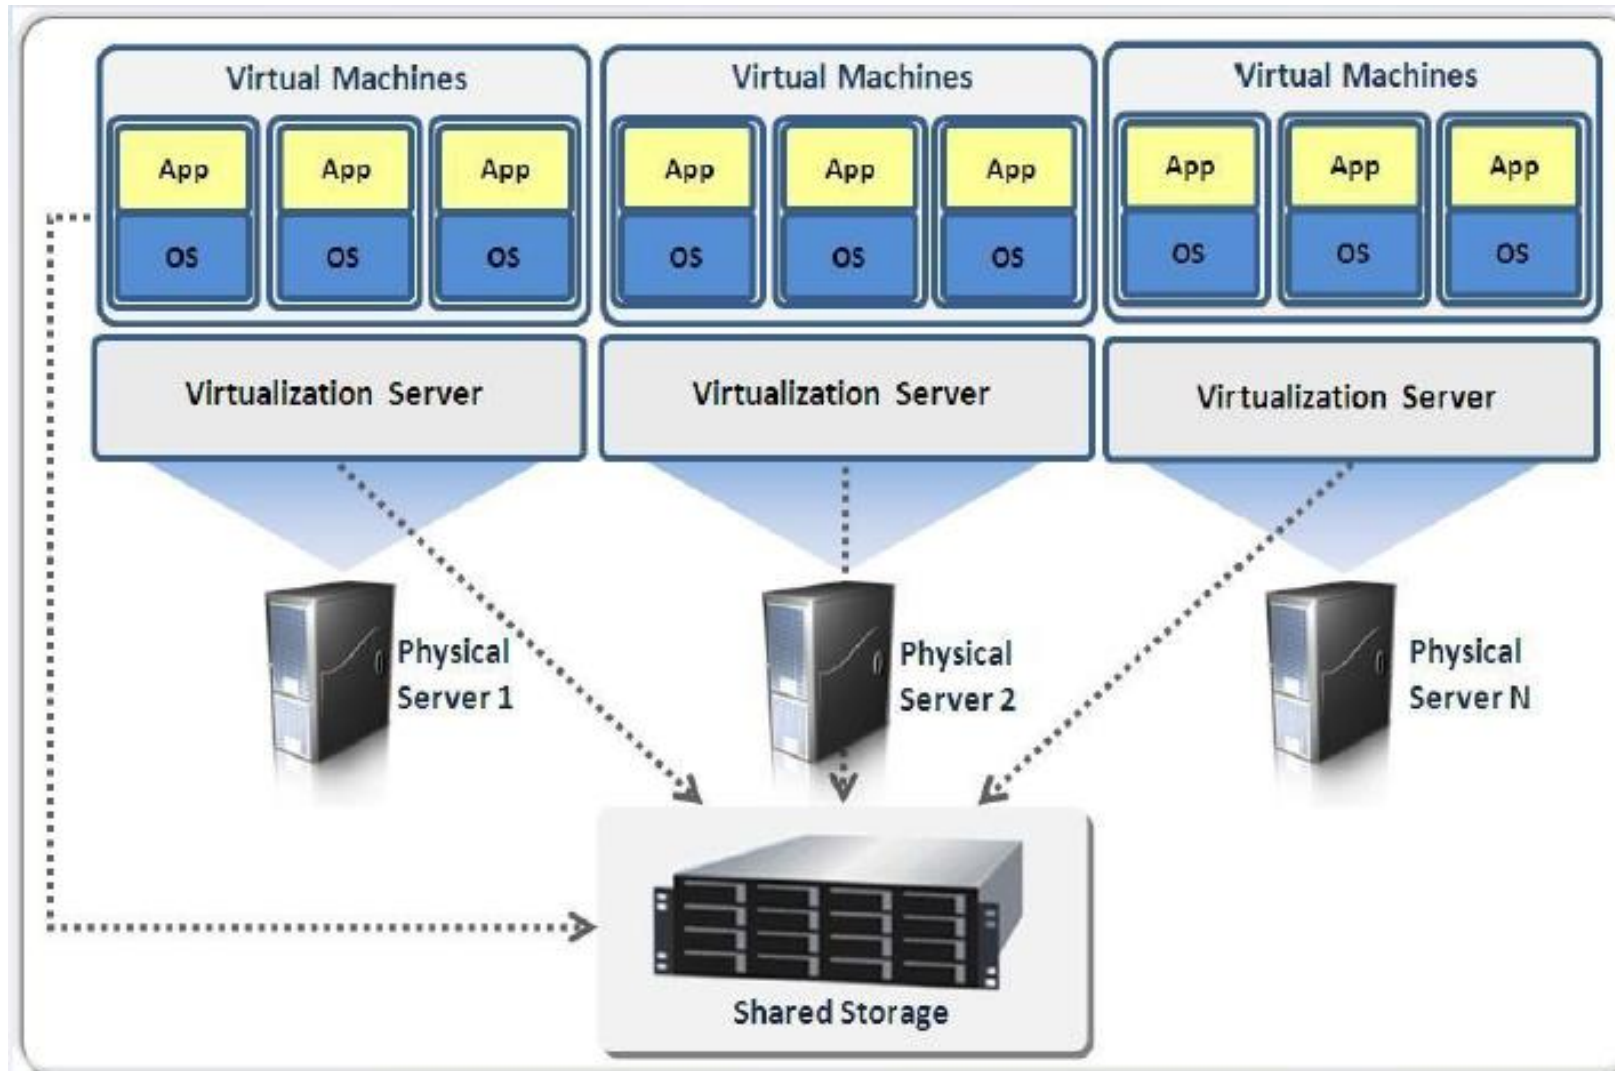 Virtual Machines
App App App
OS OS OS
Virtualization Server
Virtual Machines
App App App
OS OS OS
Virtualization Server
Virtual Machines
App App App
OS OS OS
Virtualization Server
Physical
Server 1
Physical
Server 2
Physical
Server N
Shared Storage